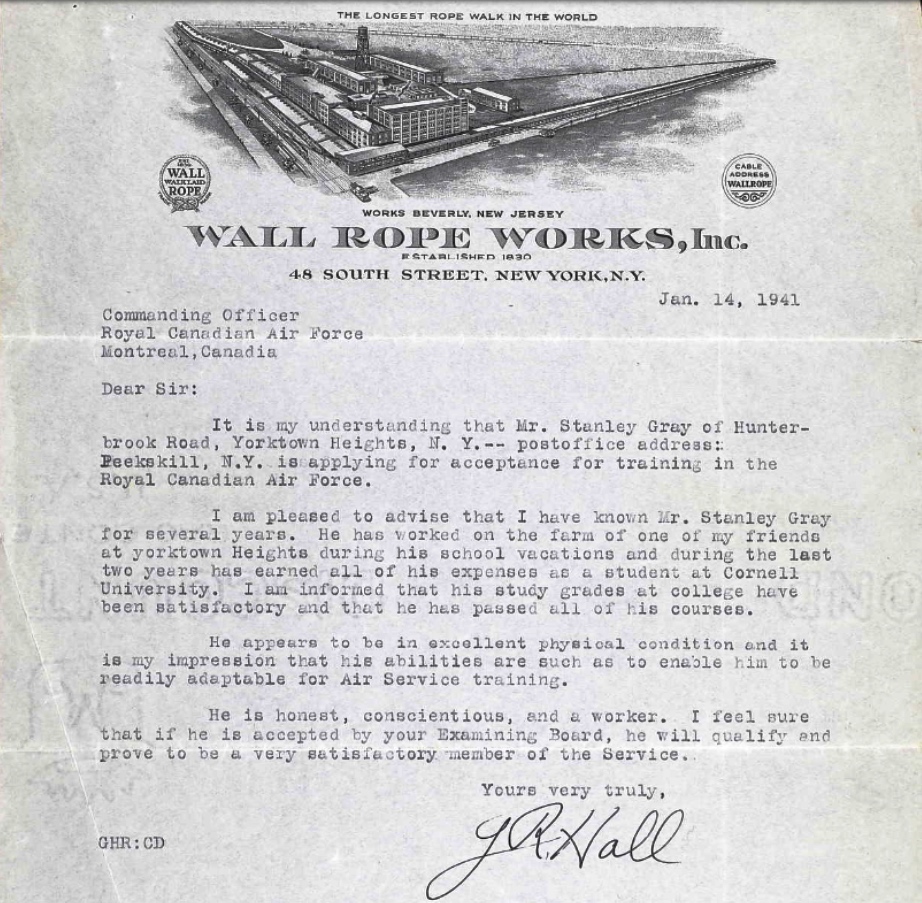 THE LONGEST ROPE WALK IN THE WORLD
WALL
WALKLAID
ROPE
CABLE
ADDRESS
WALLROPE
WORKS BEVERLY, NEW JERSEY
WALL ROPE WORKS, Inc.
ESTABLISHED 1830
48 SOUTH STREET, NEW YORK, N.Y.
Jan. 14, 1941
Commanding Officer
Royal Canadian Air Force
Montreal,Canadia
Dear Sir:
It is my understanding that Mr. Stanley Gray of Hunter-
brook Road, Yorktown Heights, N. Y.-- postoffice address:
Peekskill, N.Y. is applying for acceptance for training in the
Royal Canadian Air Force.
I am pleased to advise that I have known Mr. Stanley Gray
for several years. He has worked on the farm of one of my friends
at yorktown Heights during his school vacations and during the last
two years has earned all of his expenses as a student at Cornell
University. I am informed that his study grades at college have
been satisfactory and that he has passed all of his courses.
He appears to be in excellent physical condition and it
is my impression that his abilities are such as to enable him to be
readily adaptable for Air Service training.
He is honest, conscientious, and a worker. I feel sure
that if he is accepted by your Examining Board, he will qualify and
prove to be a very satisfactory member of the Service.
Yours very truly,
GHR:CD